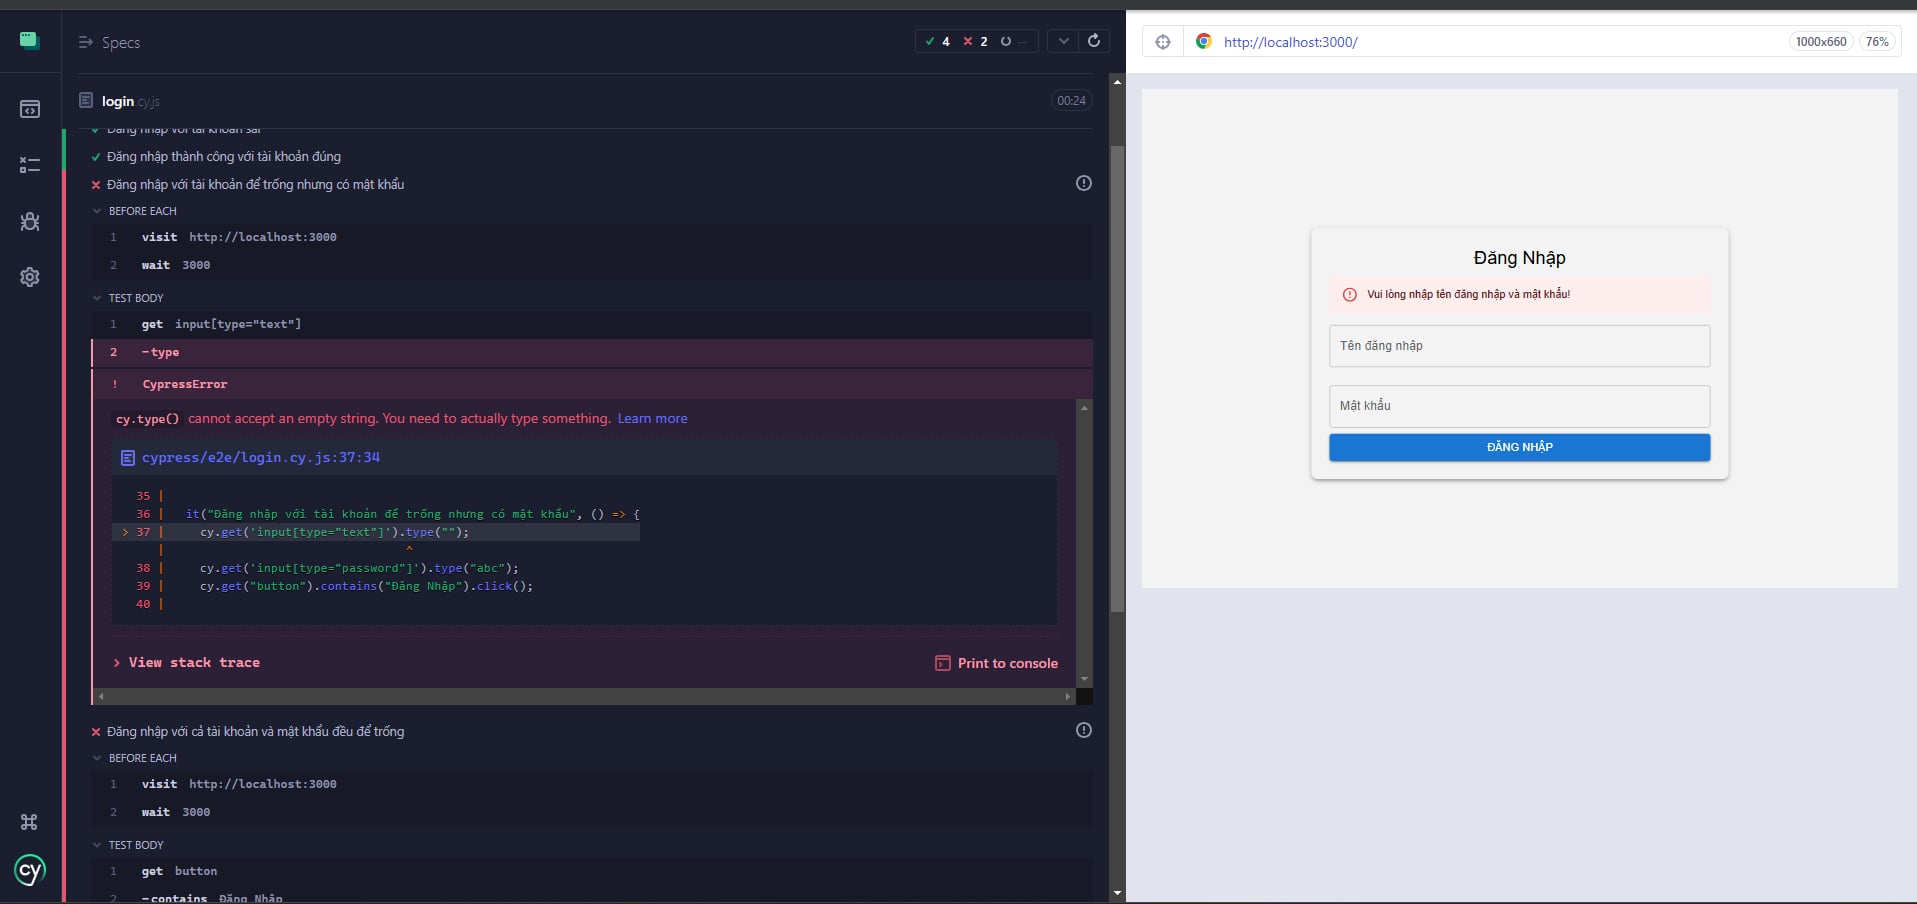 Specs
4 2 --
login.cy.js
00:24
Đăng nhập với tài khoản sai
Đăng nhập thành công với tài khoản đúng
Đăng nhập với tài khoản để trống nhưng có mật khẩu
BEFORE EACH
1 visit http://localhost:3000
2 wait 3000
TEST BODY
1 get input[type="text"]
2 -type
! CypressError
cy.type() cannot accept an empty string. You need to actually type something. Learn more
cypress/e2e/login.cy.js:37:34
35 |
36 | it("Đăng nhập với tài khoản để trống nhưng có mật khẩu", () => {
> 37 | cy.get('input[type="text"]').type("");
| ^
38 | cy.get('input[type="password"]').type("abc");
39 | cy.get("button").contains("Đăng Nhập").click();
40 |
> View stack trace
Print to console
Đăng nhập với cả tài khoản và mật khẩu đều để trống
BEFORE EACH
1 visit http://localhost:3000
2 wait 3000
TEST BODY
1 get button
2 -contains Đăng Nhập
cy
http://localhost:3000/
1000x660
76%
Đăng Nhập
Vui lòng nhập tên đăng nhập và mật khẩu!
Tên đăng nhập
Mật khẩu
ĐĂNG NHẬP